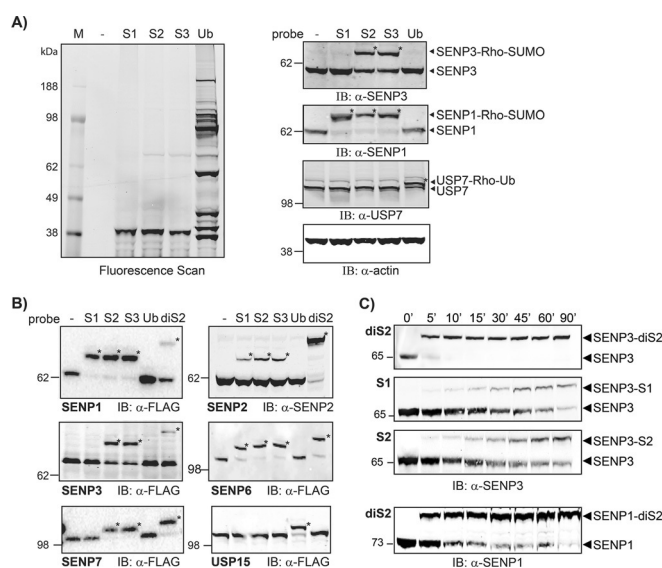 A)
M - S1 S2 S3 Ub
kDa
188
98
62
49
38
Fluorescence Scan
probe - S1 S2 S3 Ub
62
SENP3-Rho-SUMO
SENP3
IB: α-SENP3
62
SENP1-Rho-SUMO
SENP1
IB: α-SENP1
98
USP7-Rho-Ub
USP7
IB: α-USP7
38
IB: α-actin
B)
probe - S1 S2 S3 Ub diS2
62
SENP1 IB: α-FLAG
62
SENP3 IB: α-FLAG
98
SENP7 IB: α-FLAG
- S1 S2 S3 Ub diS2
62
SENP2 IB: α-SENP2
98
SENP6 IB: α-FLAG
98
USP15 IB: α-FLAG
C)
0' 5' 10' 15' 30' 45' 60' 90'
diS2
65
SENP3-diS2
SENP3
S1
65
SENP3-S1
SENP3
S2
65
SENP3-S2
SENP3
IB: α-SENP3
diS2
73
SENP1-diS2
SENP1
IB: α-SENP1